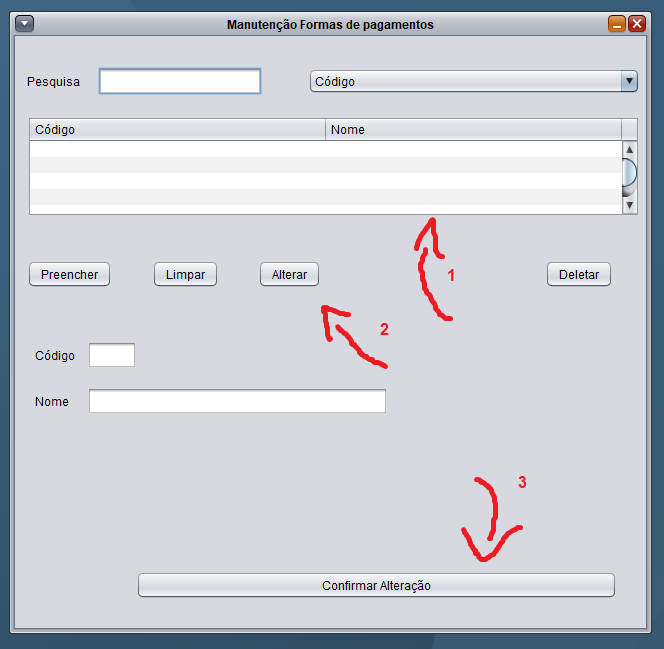 Manutenção Formas de pagamentos
Pesquisa Código
Código Nome
Preencher Limpar Alterar 1 Deletar
2
Código
Nome
3
Confirmar Alteração